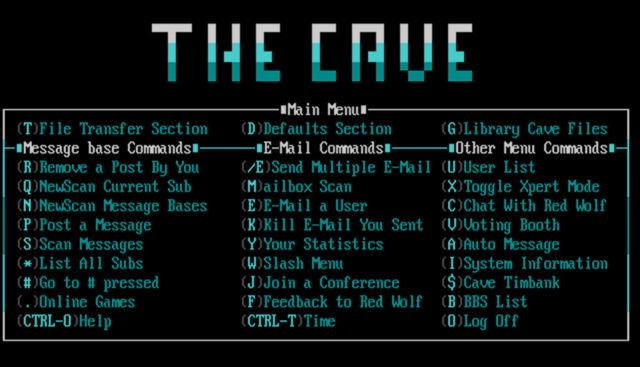 THE CAVE
Main Menu
(T)File Transfer Section (D)Defaults Section (G)Library Cave Files
Message base Commands E-Mail Commands Other Menu Commands
(R)Remove a Post By You (/E)Send Multiple E-Mail (U)User List
(Q)NewScan Current Sub (M)ailbox Scan (X)Toggle Xpert Mode
(N)NewScan Message Bases (E)E-Mail a User (C)Chat With Red Wolf
(P)Post a Message (K)Kill E-Mail You Sent (V)Voting Booth
(S)Scan Messages (Y)Your Statistics (A)Auto Message
(*)List All Subs (W)Slash Menu (I)System Information
(#)Go to # pressed (J)Join a Conference ($)Cave Timbank
(.)Online Games (F)Feedback to Red Wolf (B)BBS List
(CTRL-O)Help (CTRL-T)Time (O)Log Off